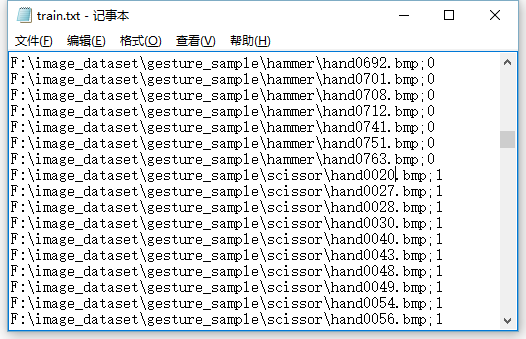 train.txt - 记事本
文件(F) 编辑(E) 格式(O) 查看(V) 帮助(H)
F:\image_dataset\gesture_sample\hammer\hand0692.bmp;0
F:\image_dataset\gesture_sample\hammer\hand0701.bmp;0
F:\image_dataset\gesture_sample\hammer\hand0708.bmp;0
F:\image_dataset\gesture_sample\hammer\hand0712.bmp;0
F:\image_dataset\gesture_sample\hammer\hand0741.bmp;0
F:\image_dataset\gesture_sample\hammer\hand0751.bmp;0
F:\image_dataset\gesture_sample\hammer\hand0763.bmp;0
F:\image_dataset\gesture_sample\scissor\hand0020.bmp;1
F:\image_dataset\gesture_sample\scissor\hand0027.bmp;1
F:\image_dataset\gesture_sample\scissor\hand0028.bmp;1
F:\image_dataset\gesture_sample\scissor\hand0030.bmp;1
F:\image_dataset\gesture_sample\scissor\hand0040.bmp;1
F:\image_dataset\gesture_sample\scissor\hand0043.bmp;1
F:\image_dataset\gesture_sample\scissor\hand0048.bmp;1
F:\image_dataset\gesture_sample\scissor\hand0049.bmp;1
F:\image_dataset\gesture_sample\scissor\hand0054.bmp;1
F:\image_dataset\gesture_sample\scissor\hand0056.bmp;1